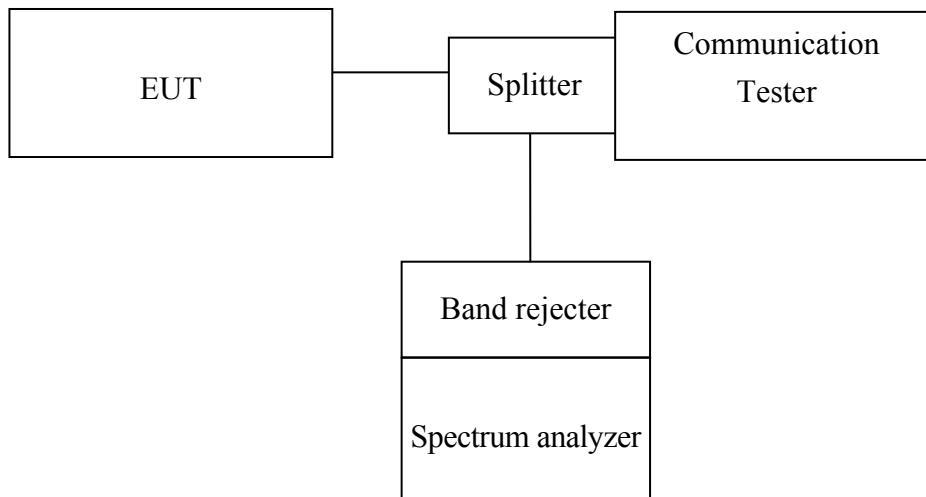 EUT
Splitter
Communication
Tester
Band rejecter
Spectrum analyzer